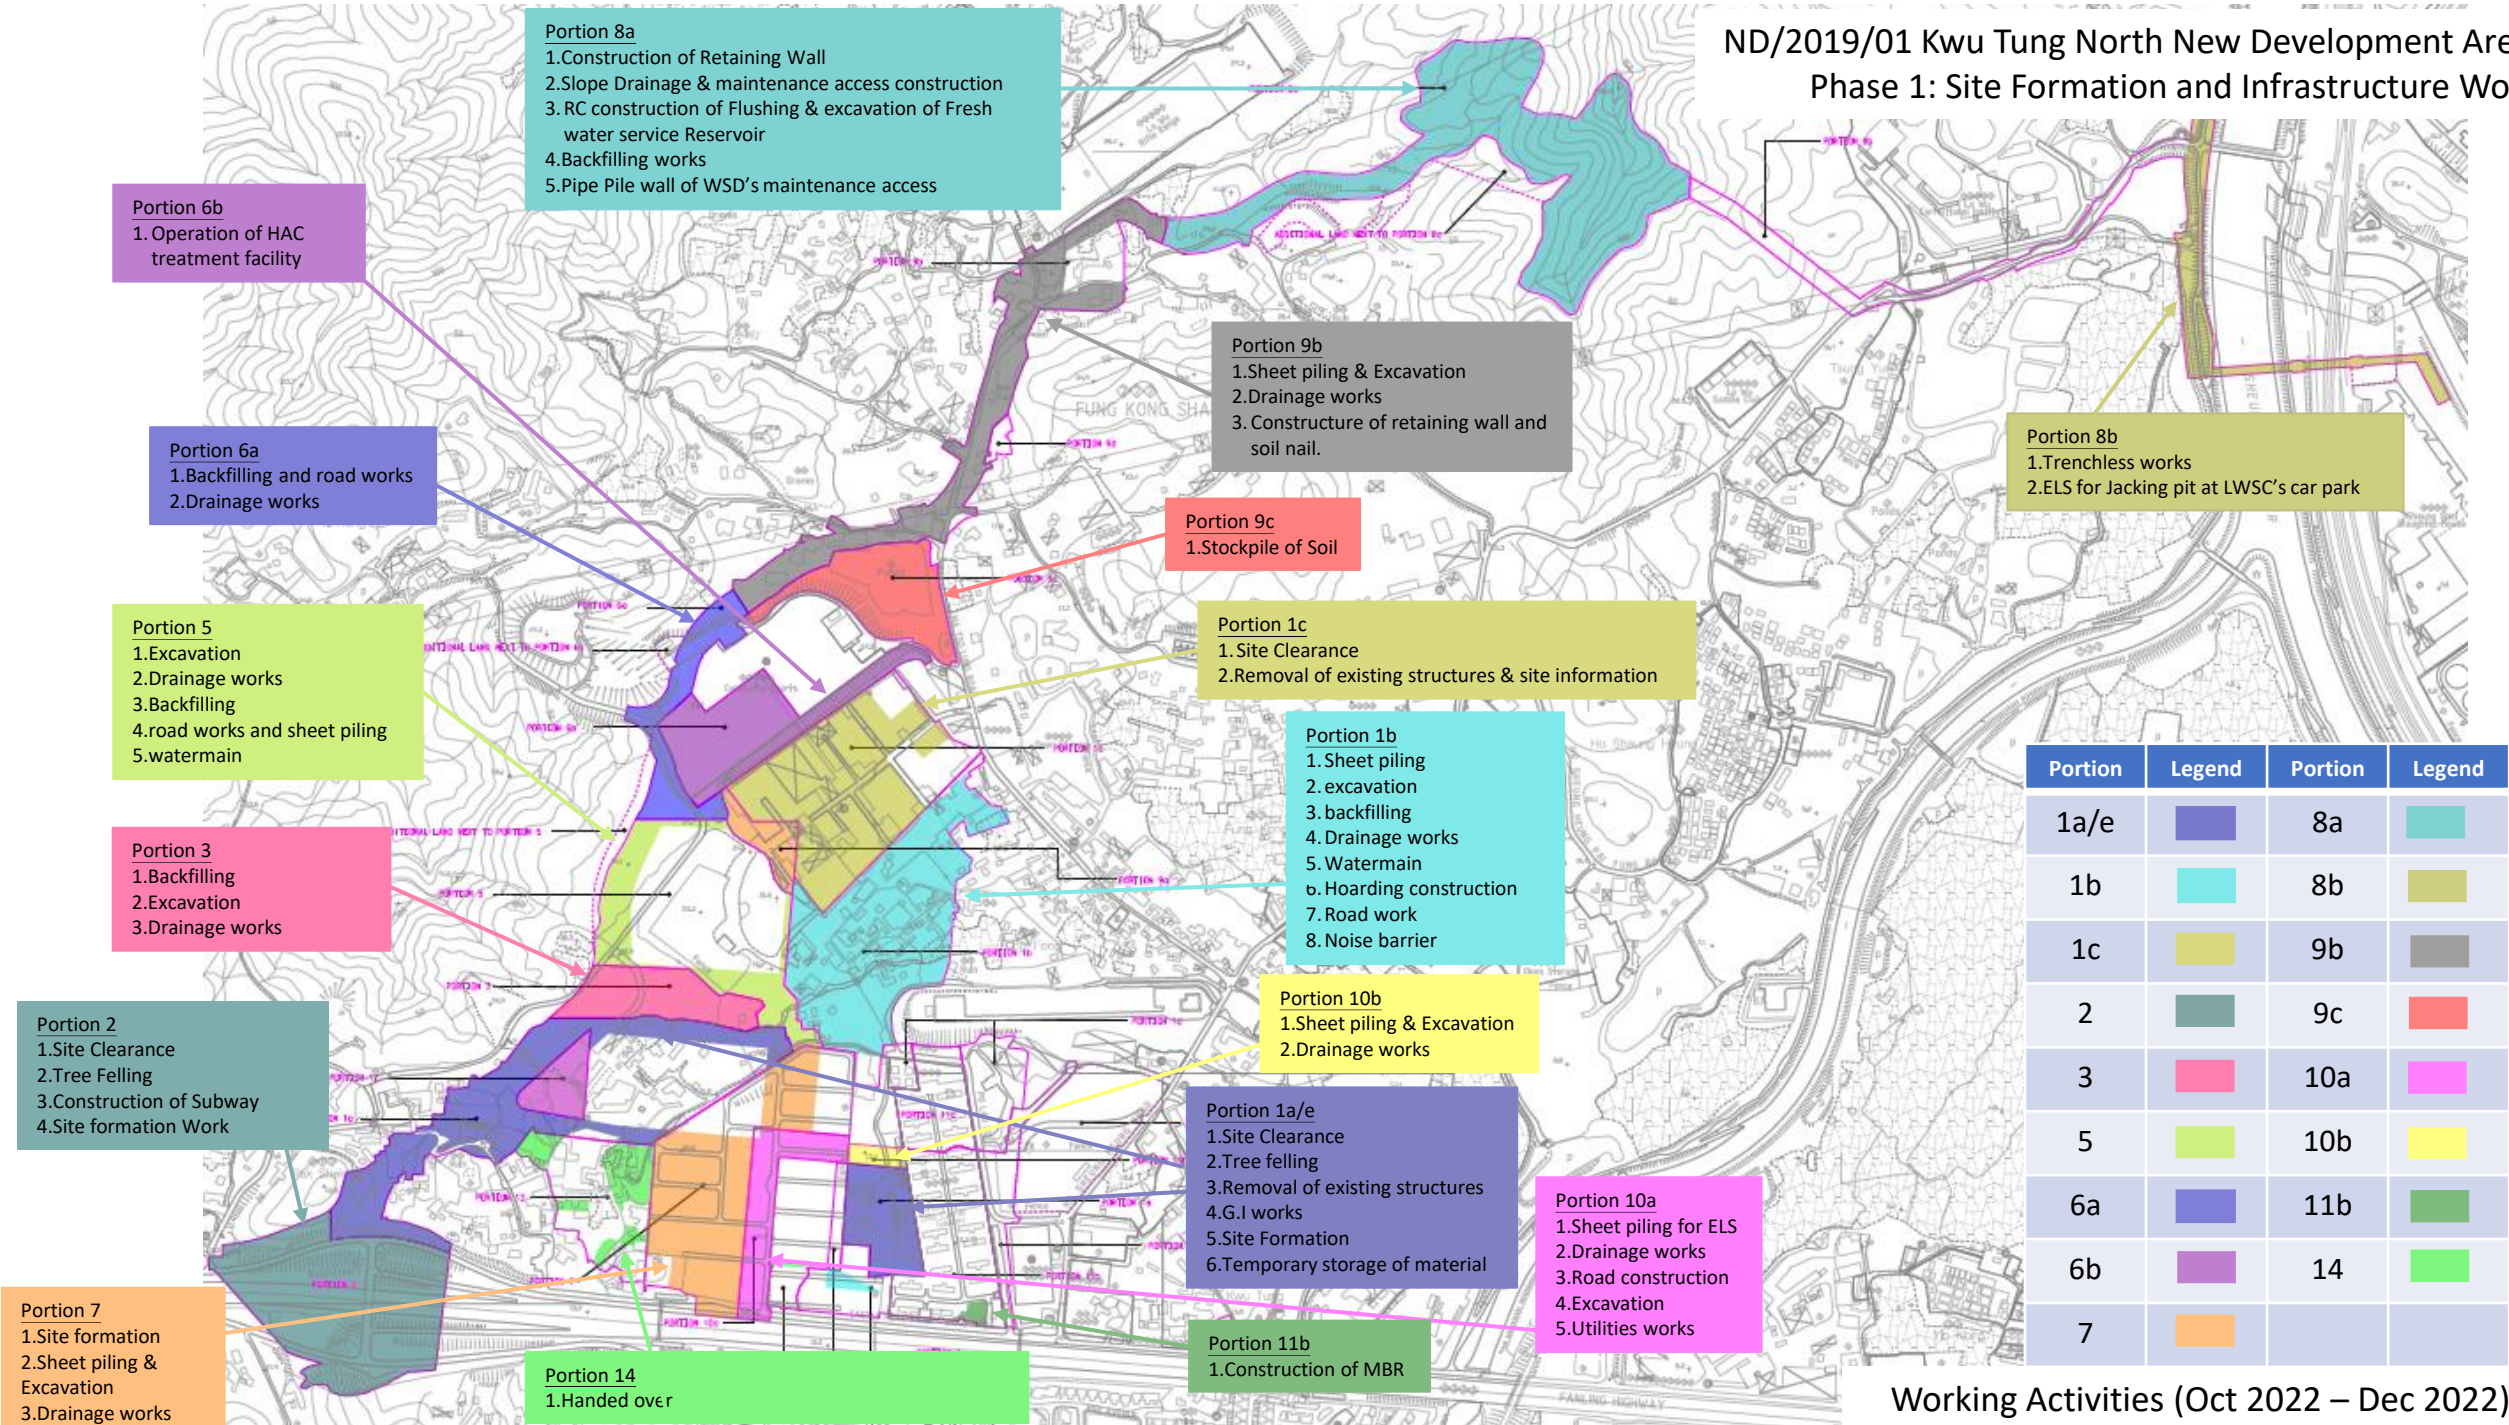 ND/2019/01 Kwu Tung North New Development Are
Phase 1: Site Formation and Infrastructure Wo
Portion 8a
1.Construction of Retaining Wall
2.Slope Drainage & maintenance access construction
3. RC construction of Flushing & excavation of Fresh
water service Reservoir
4.Backfilling works
5.Pipe Pile wall of WSD's maintenance access
Portion 6b
1. Operation of HAC
treatment facility
Portion 9b
1.Sheet piling & Excavation
2.Drainage works
3. Constructure of retaining wall and
soil nail.
Portion 6a
1.Backfilling and road works
2.Drainage works
Portion 8b
1.Trenchless works
2.ELS for Jacking pit at LWSC's car park
Portion 9c
1.Stockpile of Soil
Portion 5
1.Excavation
2.Drainage works
3.Backfilling
4.road works and sheet piling
5.watermain
Portion 1c
1. Site Clearance
2.Removal of existing structures & site information
Portion 1b
1. Sheet piling
2. excavation
3. backfilling
4. Drainage works
5. Watermain
6. Hoarding construction
7. Road work
8. Noise barrier
Portion 3
1.Backfilling
2.Excavation
3.Drainage works
Portion 10b
1.Sheet piling & Excavation
2.Drainage works
Portion 2
1.Site Clearance
2.Tree Felling
3.Construction of Subway
4.Site formation Work
Portion 1a/e
1.Site Clearance
2.Tree felling
3.Removal of existing structures
4.G.I works
5.Site Formation
6.Temporary storage of material
Portion 10a
1.Sheet piling for ELS
2.Drainage works
3.Road construction
4.Excavation
5.Utilities works
Portion 7
1.Site formation
2.Sheet piling &
Excavation
3.Drainage works
Portion 14
1.Handed over
Portion 11b
1.Construction of MBR
Portion Legend Portion Legend
1a/e 8a
1b 8b
1c 9b
2 9c
3 10a
5 10b
6a 11b
6b 14
7
FUNG KONG SHA
ADDITIONAL LAND NEXT TO PORTION 8c
FANLING HIGHWAY
Working Activities (Oct 2022 – Dec 2022)